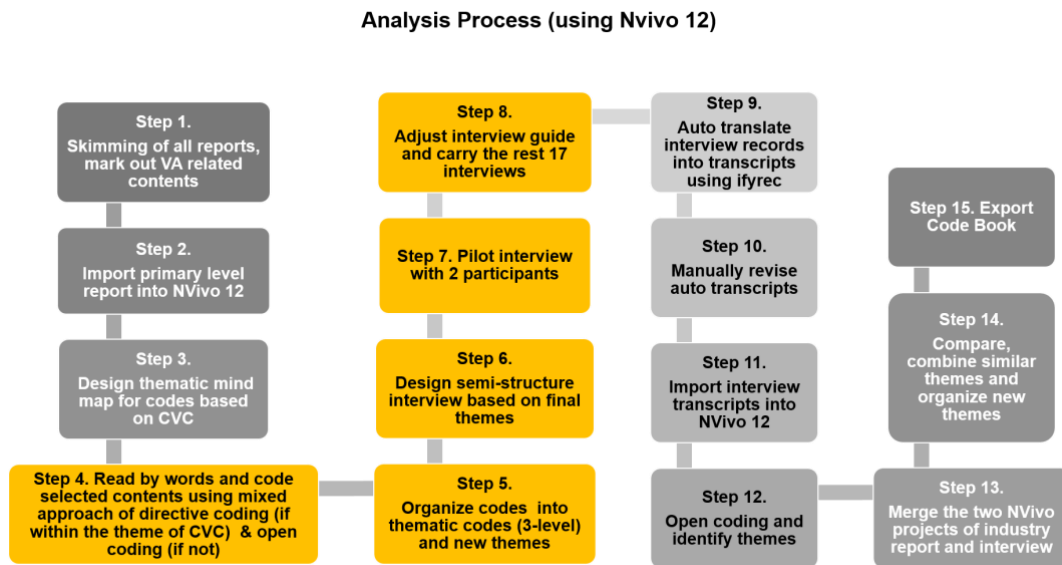 Analysis Process (using Nvivo 12)
Step 1.
Skimming of all reports,
mark out VA related
contents
Step 2.
Import primary level
report into NVivo 12
Step 3.
Design thematic mind
map for codes based
on CVC
Step 4. Read by words and code
selected contents using mixed
approach of directive coding (if
within the theme of CVC) & open
coding (if not)
Step 5.
Organize codes into
thematic codes (3-level)
and new themes
Step 6.
Design semi-structure
interview based on final
themes
Step 7. Pilot interview
with 2 participants
Step 8.
Adjust interview guide
and carry the rest 17
interviews
Step 9.
Auto translate
interview records
into transcripts
using ifyrec
Step 10.
Manually revise
auto transcripts
Step 11.
Import interview
transcripts into
NVivo 12
Step 12.
Open coding and
identify themes
Step 13.
Merge the two NVivo
projects of industry
report and interview
Step 14.
Compare,
combine similar
themes and
organize new
themes
Step 15. Export
Code Book